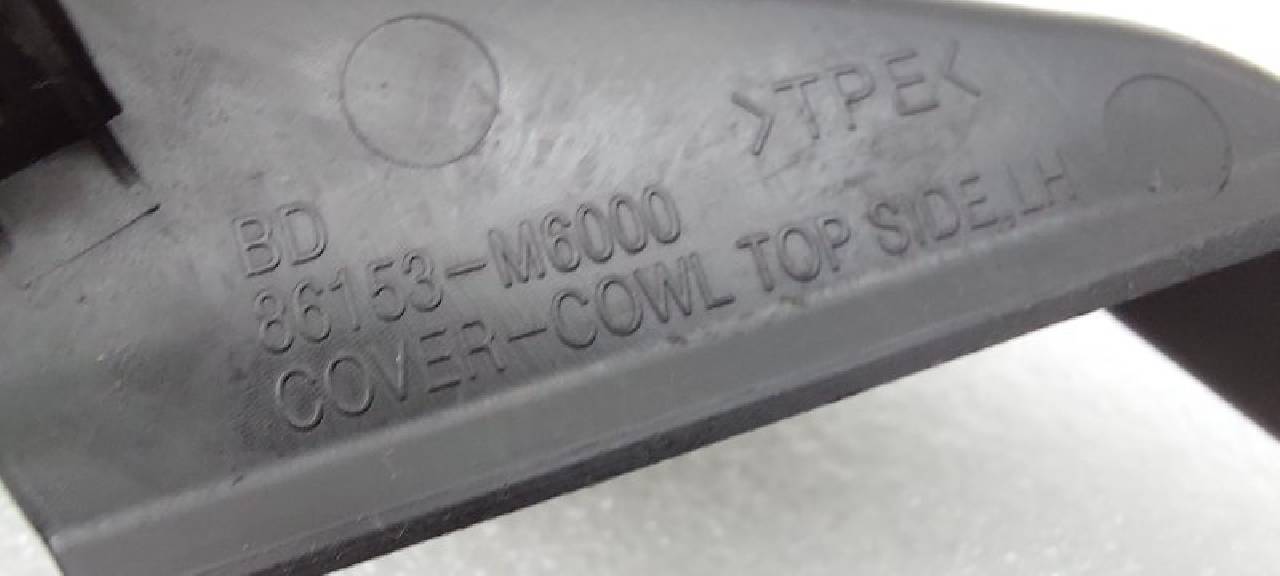 >TPE<
BD
86153-M6000
COVER-COWL TOP SIDE,LH